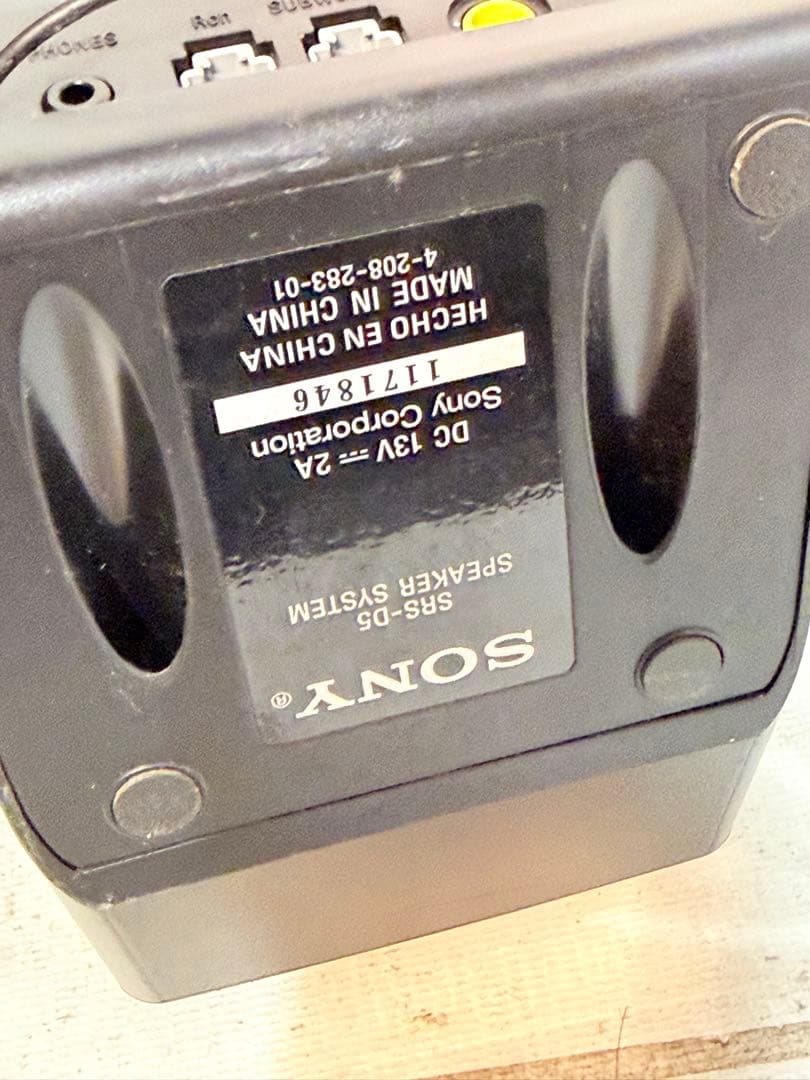 PHONES
Rch
SONY®
SRS-D5
SPEAKER SYSTEM
DC 13V ⎓ 2A
Sony Corporation
1171846
HECHO EN CHINA
MADE IN CHINA
4-208-283-01